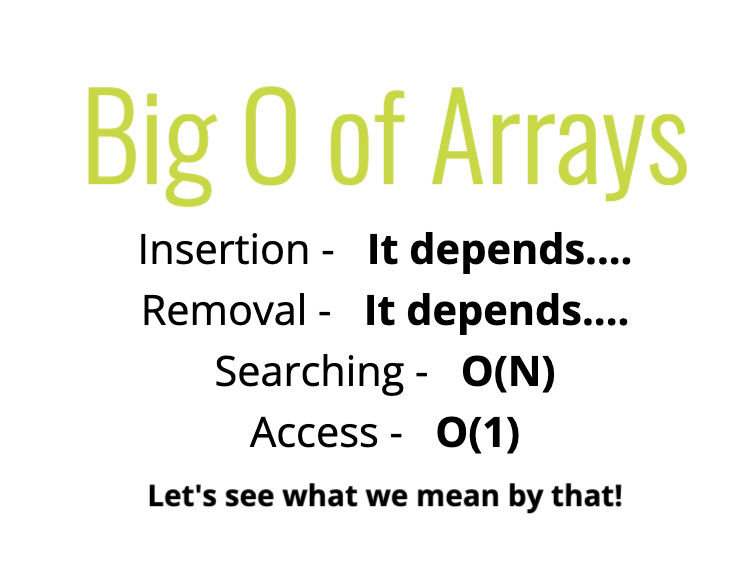 Big O of Arrays
Insertion - It depends....
Removal - It depends....
Searching - O(N)
Access - O(1)
Let's see what we mean by that!